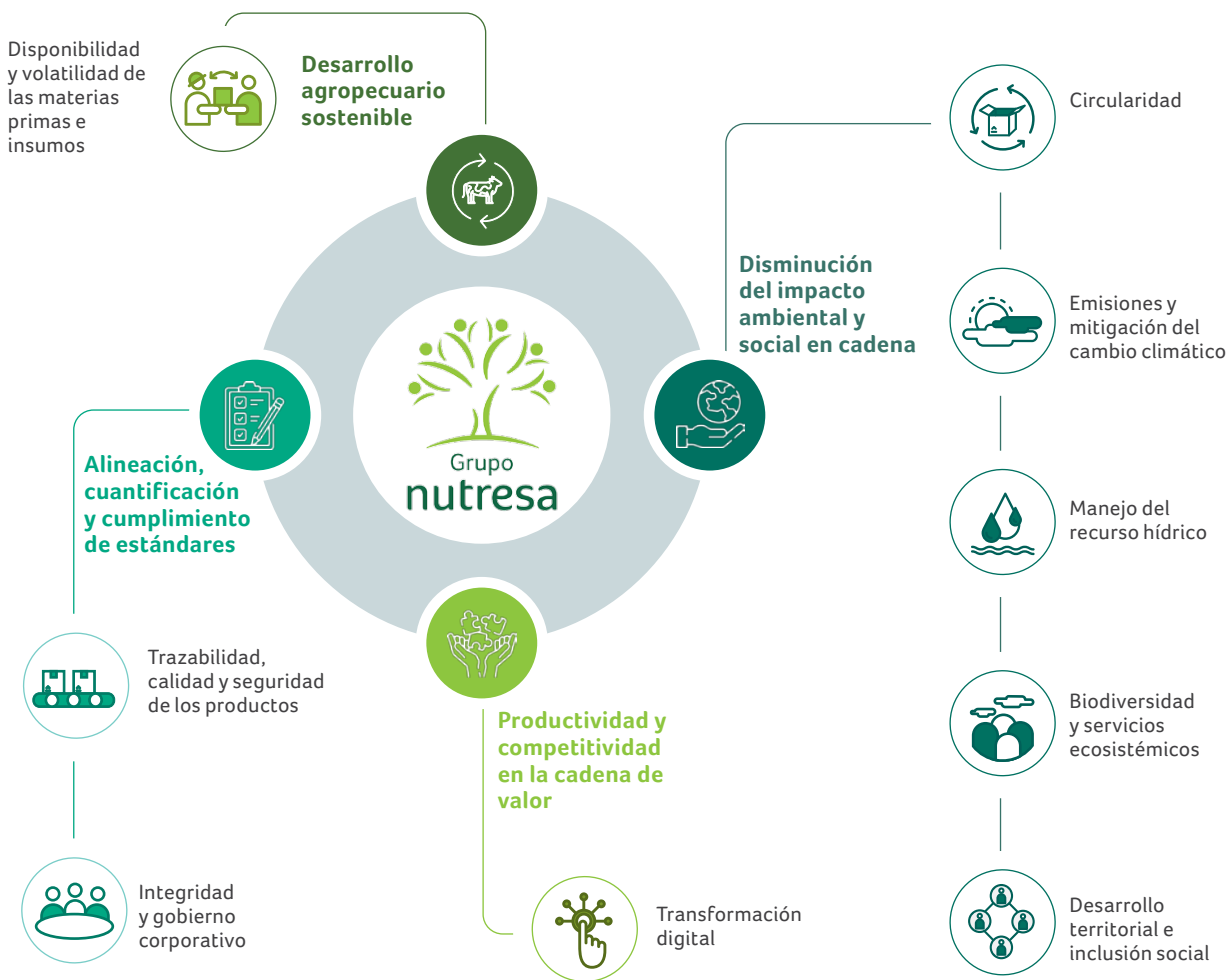 Disponibilidad
y volatilidad de
las materias
primas e
insumos
Desarrollo
agropecuario
sostenible
Circularidad
Disminución
del impacto
ambiental y
social en cadena
Emisiones y
mitigación del
cambio climático
Grupo
nutresa
Alineación,
cuantificación
y cumplimiento
de estándares
Manejo del
recurso hídrico
Trazabilidad,
calidad y seguridad
de los productos
Productividad y
competitividad
en la cadena de
valor
Biodiversidad
y servicios
ecosistémicos
Integridad
y gobierno
corporativo
Transformación
digital
Desarrollo
territorial e
inclusión social